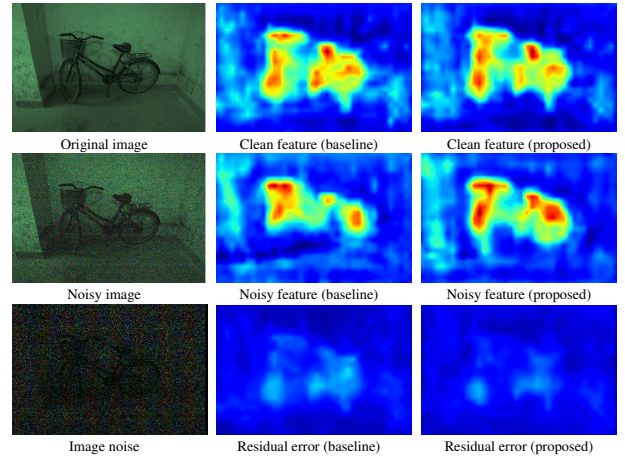 Original image
Clean feature (baseline)
Clean feature (proposed)
Noisy image
Noisy feature (baseline)
Noisy feature (proposed)
Image noise
Residual error (baseline)
Residual error (proposed)